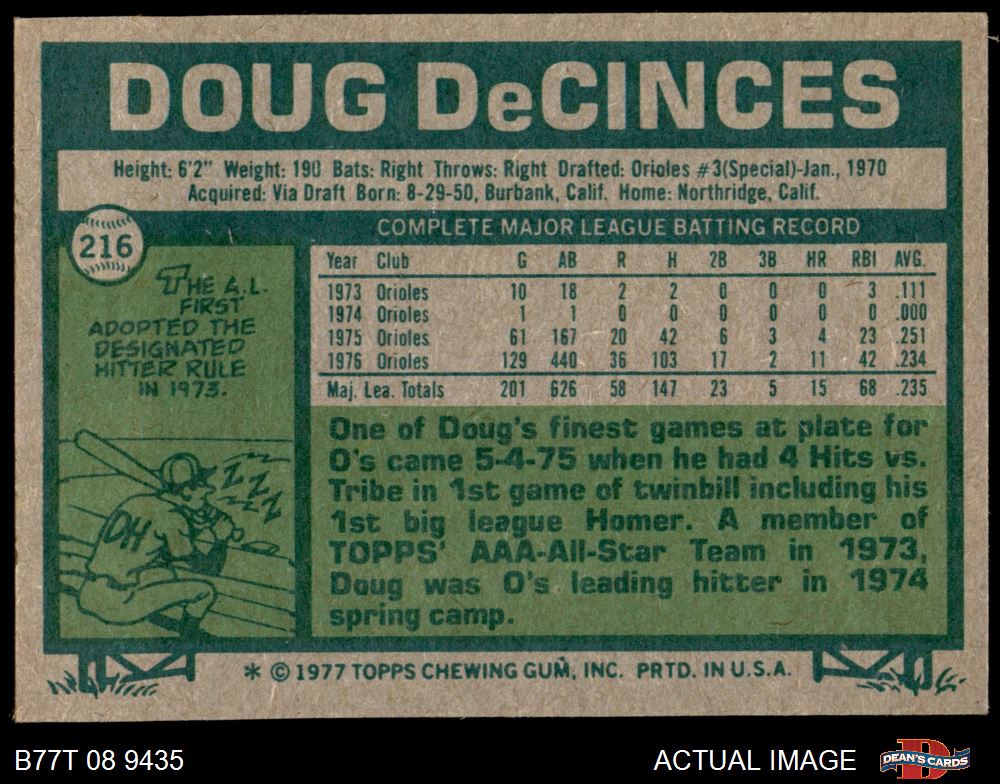 DOUG DeCINCES
Height: 6'2" Weight: 190 Bats: Right Throws: Right Drafted: Orioles #3(Special)-Jan., 1970
Acquired: Via Draft Born: 8-29-50, Burbank, Calif. Home: Northridge, Calif.
216
THE A.L.
FIRST
ADOPTED THE
DESIGNATED
HITTER RULE
IN 1973.
DH
ZZZ
ZZZ
COMPLETE MAJOR LEAGUE BATTING RECORD
Year Club G AB R H 2B 3B HR RBI AVG.
1973 Orioles 10 18 2 2 0 0 0 3 .111
1974 Orioles 1 1 0 0 0 0 0 0 .000
1975 Orioles 61 167 20 42 6 3 4 23 .251
1976 Orioles 129 440 36 103 17 2 11 42 .234
Maj. Lea. Totals 201 626 58 147 23 5 15 68 .235
One of Doug's finest games at plate for
O's came 5-4-75 when he had 4 Hits vs.
Tribe in 1st game of twinbill including his
1st big league Homer. A member of
TOPPS' AAA-All-Star Team in 1973,
Doug was O's leading hitter in 1974
spring camp.
* © 1977 TOPPS CHEWING GUM, INC. PRTD. IN U.S.A.
B77T 08 9435
ACTUAL IMAGE
DEAN'S CARDS